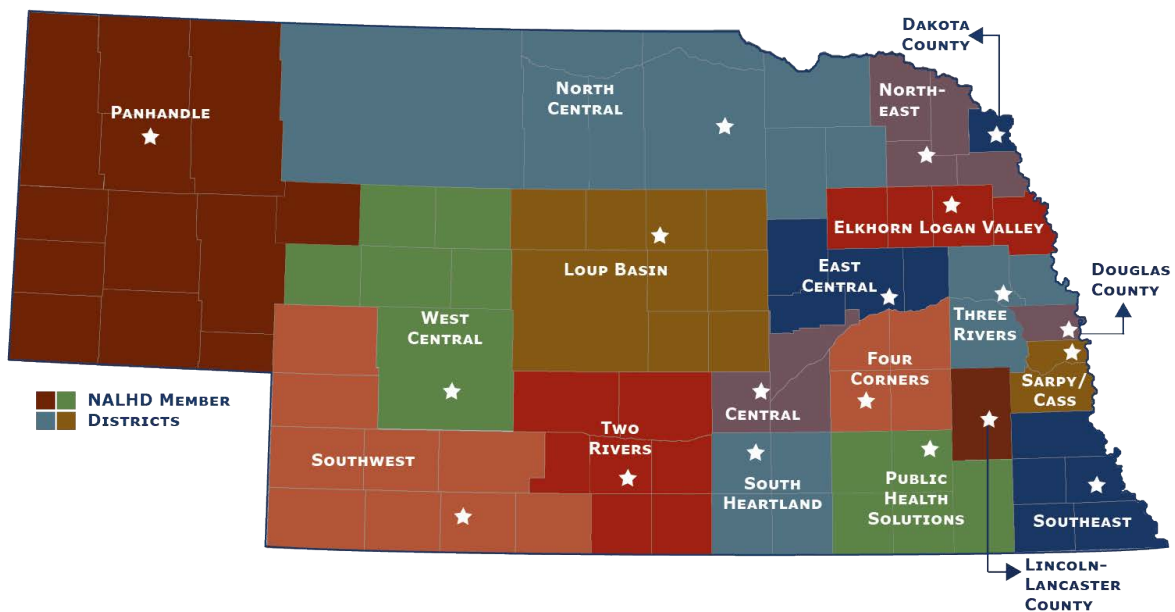 DAKOTA
COUNTY
NORTH
CENTRAL
NORTH-
EAST
PANHANDLE
ELKHORN LOGAN VALLEY
LOUP BASIN
EAST
CENTRAL
DOUGLAS
COUNTY
WEST
CENTRAL
THREE
RIVERS
FOUR
CORNERS
SARPY/
CASS
NALHD MEMBER
DISTRICTS
CENTRAL
TWO
RIVERS
SOUTHWEST
SOUTH
HEARTLAND
PUBLIC
HEALTH
SOLUTIONS
SOUTHEAST
LINCOLN-
LANCASTER
COUNTY